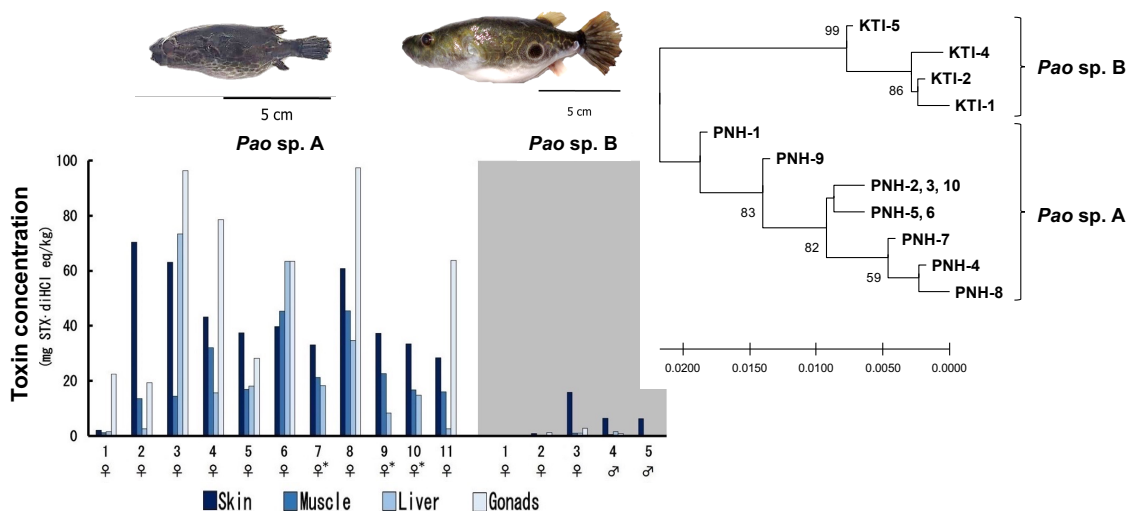 5 cm
5 cm
Pao sp. A
Pao sp. B
Toxin concentration
(mg STX·diHCl eq/kg)
100
80
60
40
20
0
1 2 3 4 5 6 7 8 9 10 11 1 2 3 4 5
♀ ♀ ♀ ♀ ♀ ♀ ♀* ♀ ♀* ♀* ♀ ♀ ♀ ♀ ♂ ♂
Skin Muscle Liver Gonads
99
KTI-5
KTI-4
KTI-2
86
KTI-1
Pao sp. B
PNH-1
PNH-9
PNH-2, 3, 10
83
PNH-5, 6
Pao sp. A
82
PNH-7
PNH-4
59
PNH-8
0.0200 0.0150 0.0100 0.0050 0.0000